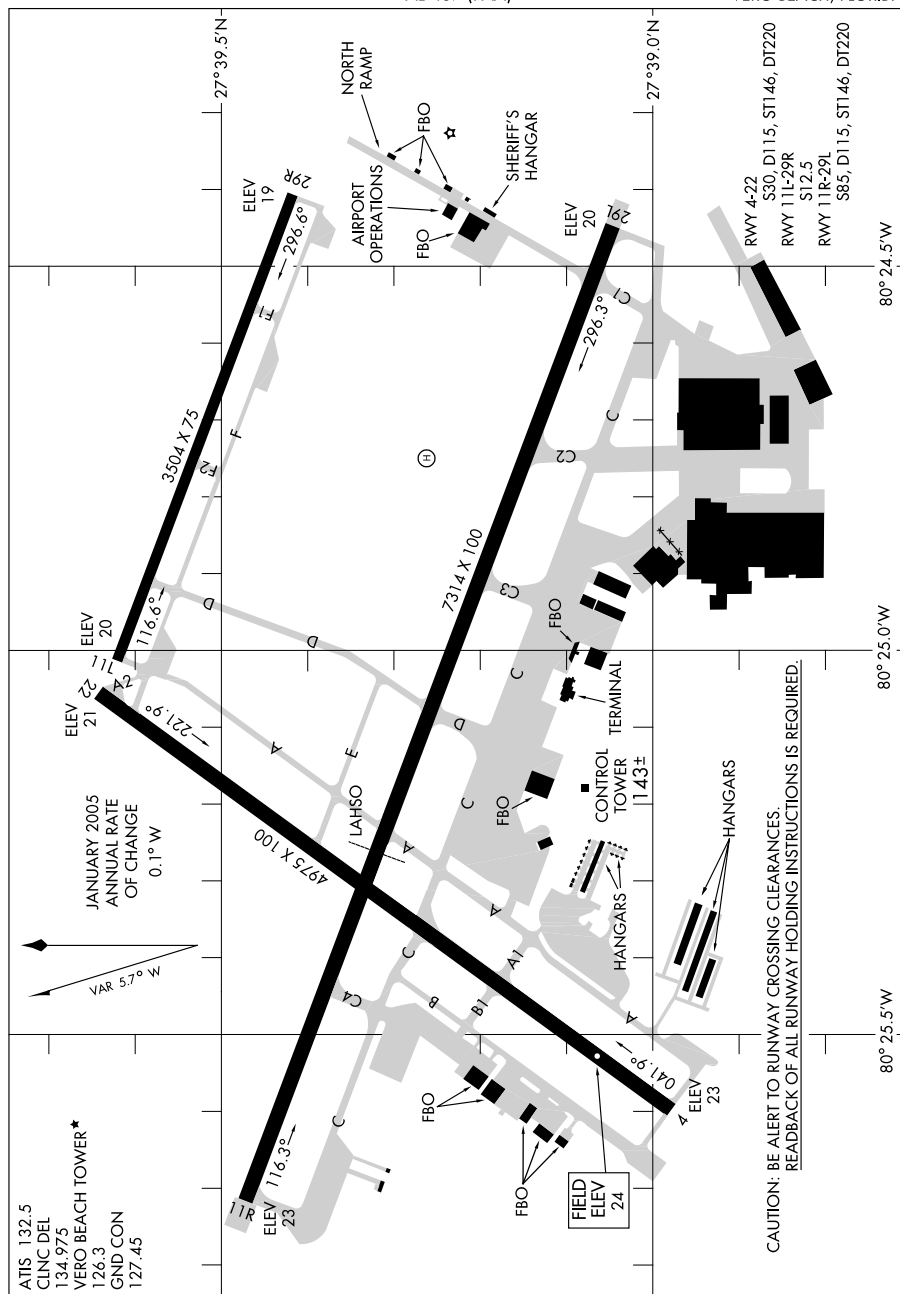 ATIS 132.5
CLNC DEL
134.975
VERO BEACH TOWER★
126.3
GND CON
127.45
JANUARY 2005
ANNUAL RATE
OF CHANGE
0.1° W
VAR 5.7° W
27°39.5'N
27°39.0'N
80°24.5'W
80°25.0'W
80°25.5'W
ELEV
19
29R
296.6°
F1
3504 X 75
F
F2
116.6°
ELEV
20
11L
22
A2
ELEV
21
221.9°
D
D
A
E
LAHSO
A
4975 X 100
D
NORTH
RAMP
FBO
AIRPORT
OPERATIONS
FBO
SHERIFF'S
HANGAR
H
ELEV
20
29L
296.3°
C1
C
C2
7314 X 100
C3
C
C
FBO
TERMINAL
FBO
CONTROL
TOWER
143±
HANGARS
HANGARS
A
A1
B1
B
C
C4
C
A
116.3°
11R
ELEV
23
FBO
FBO
FIELD
ELEV
24
041.9°
4
ELEV
23
RWY 4-22
S30, D115, ST146, DT220
RWY 11L-29R
S12.5
RWY 11R-29L
S85, D115, ST146, DT220
CAUTION: BE ALERT TO RUNWAY CROSSING CLEARANCES.
READBACK OF ALL RUNWAY HOLDING INSTRUCTIONS IS REQUIRED.